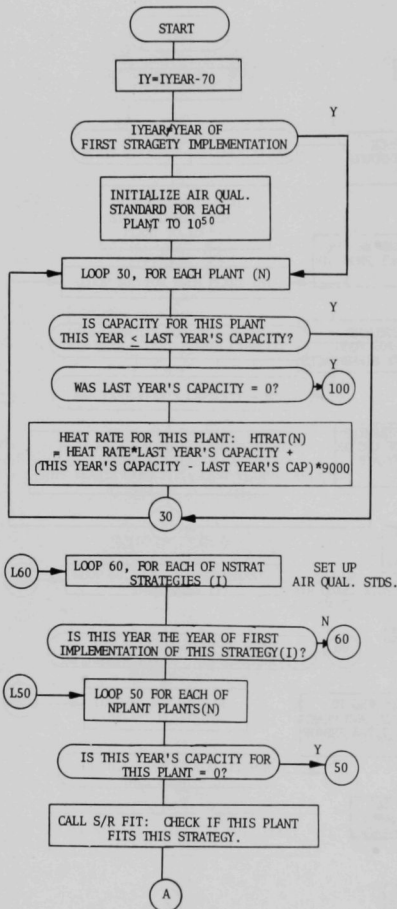 START
IY=IYEAR-70
IYEAR≠YEAR OF
FIRST STRAGETY IMPLEMENTATION
Y
INITIALIZE AIR QUAL.
STANDARD FOR EACH
PLANT TO 10⁵⁰
LOOP 30, FOR EACH PLANT (N)
IS CAPACITY FOR THIS PLANT
THIS YEAR ≤ LAST YEAR'S CAPACITY?
Y
WAS LAST YEAR'S CAPACITY = 0?
Y
100
HEAT RATE FOR THIS PLANT: HTRAT(N)
= HEAT RATE*LAST YEAR'S CAPACITY +
(THIS YEAR'S CAPACITY - LAST YEAR'S CAP)*9000
30
L60
LOOP 60, FOR EACH OF NSTRAT
STRATEGIES (I)
SET UP
AIR QUAL. STDS.
IS THIS YEAR THE YEAR OF FIRST
IMPLEMENTATION OF THIS STRATEGY(I)?
N
60
L50
LOOP 50 FOR EACH OF
NPLANT PLANTS(N)
IS THIS YEAR'S CAPACITY FOR
THIS PLANT = 0?
Y
50
CALL S/R FIT: CHECK IF THIS PLANT
FITS THIS STRATEGY.
A